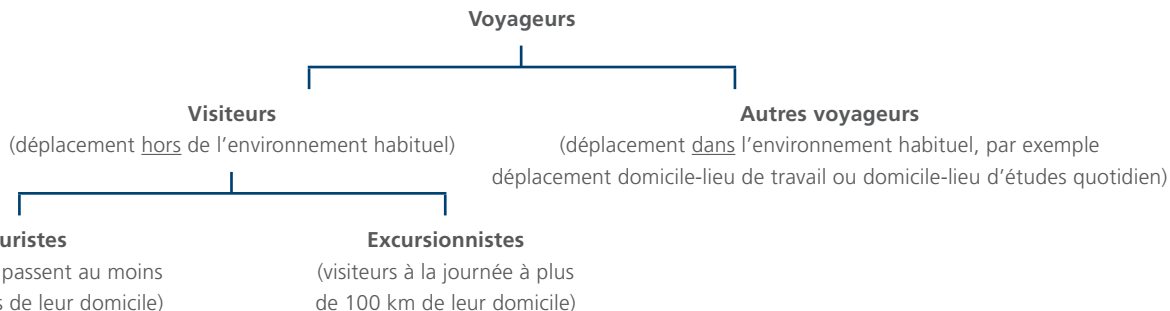 Voyageurs
Visiteurs
(déplacement hors de l’environnement habituel)
Autres voyageurs
(déplacement dans l’environnement habituel, par exemple
déplacement domicile-lieu de travail ou domicile-lieu d’études quotidien)
passent au moins
de leur domicile)
Excursionnistes
(visiteurs à la journée à plus
de 100 km de leur domicile)